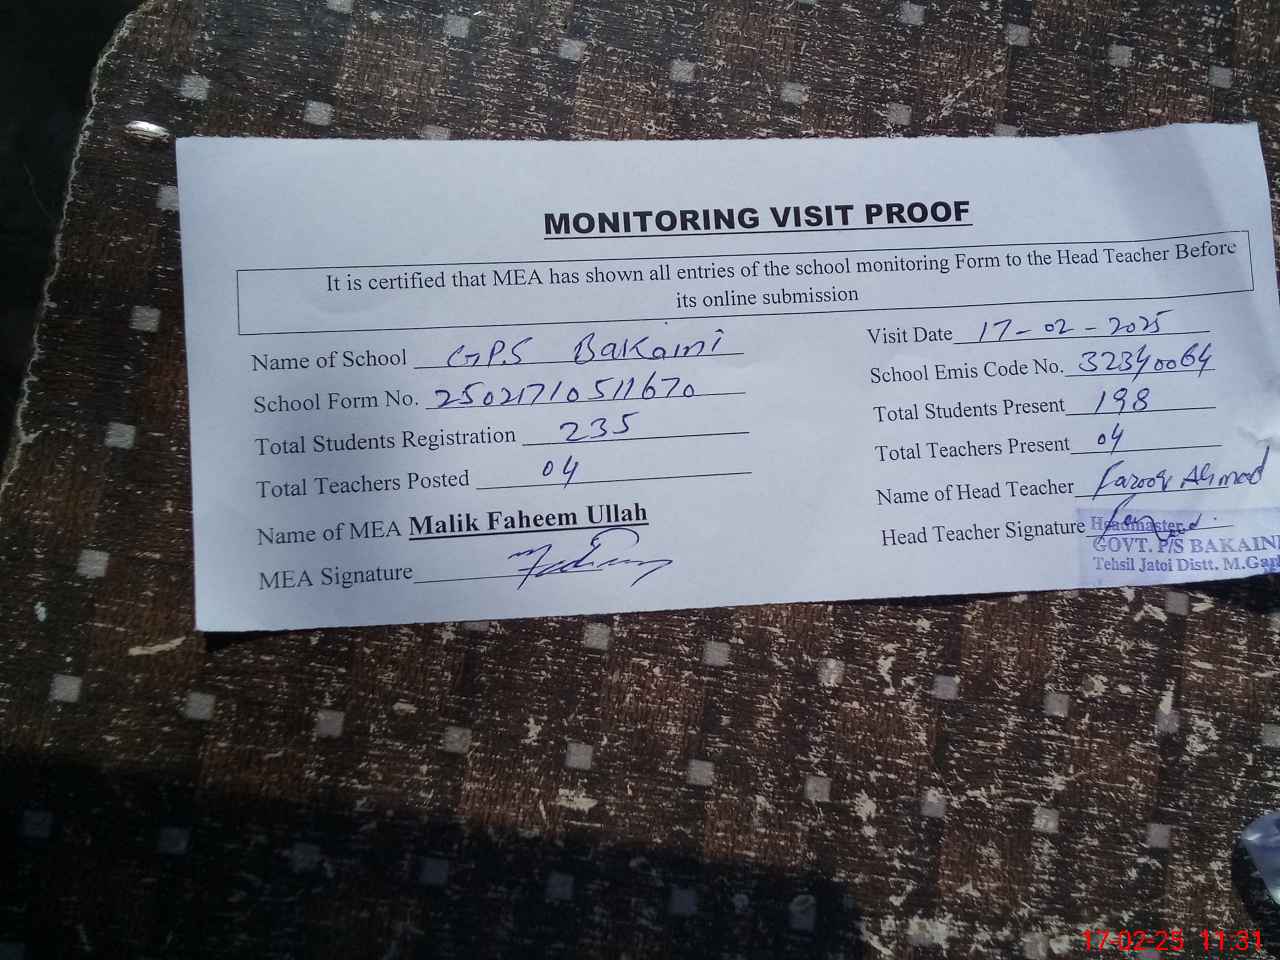 MONITORING VISIT PROOF
It is certified that MEA has shown all entries of the school monitoring Form to the Head Teacher Before
its online submission
Name of School GPS Bakaini
Visit Date 17-02-2025
School Form No. 25021710511670
School Emis Code No. 32340064
Total Students Registration 235
Total Students Present 198
Total Teachers Posted 04
Total Teachers Present 04
Name of MEA Malik Faheem Ullah
Name of Head Teacher Farooq Ahmad
MEA Signature
Head Teacher Signature
Headmaster
GOVT. P/S BAKAINI
Tehsil Jatoi Distt. M.Garh
17-02-25 11:31